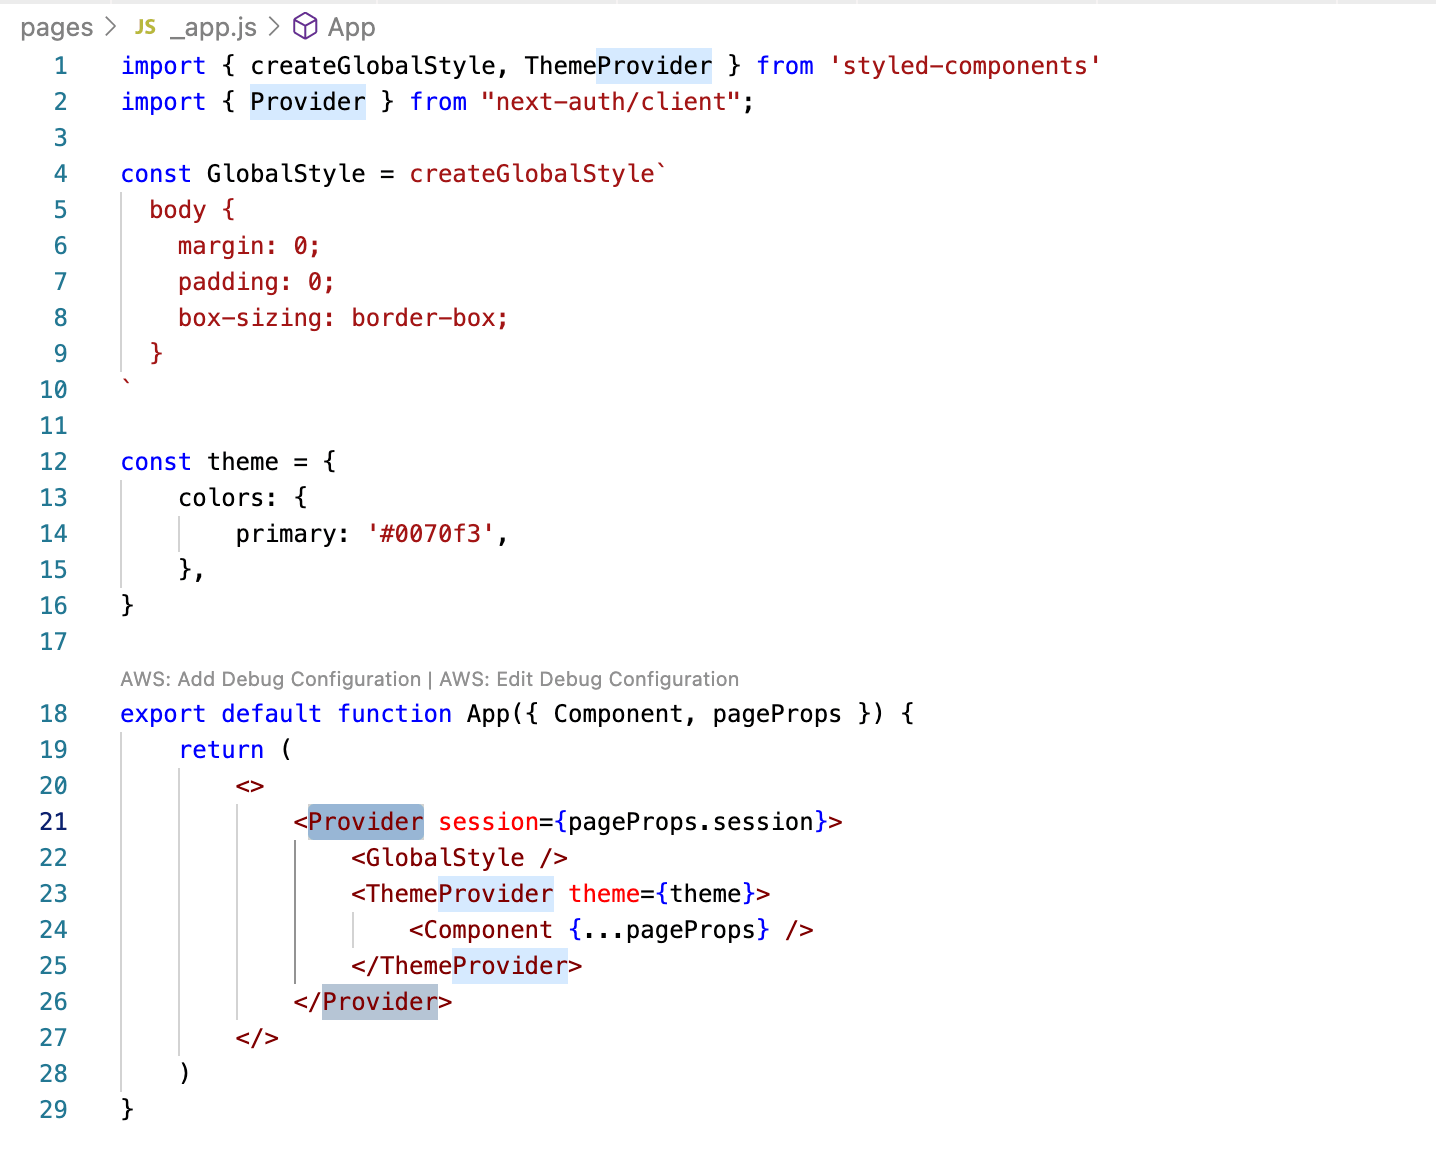 pages > JS _app.js > App
1 import { createGlobalStyle, ThemeProvider } from 'styled-components'
2 import { Provider } from "next-auth/client";
3
4 const GlobalStyle = createGlobalStyle`
5   body {
6     margin: 0;
7     padding: 0;
8     box-sizing: border-box;
9   }
10 `
11
12 const theme = {
13     colors: {
14         primary: '#0070f3',
15     },
16 }
17
AWS: Add Debug Configuration | AWS: Edit Debug Configuration
18 export default function App({ Component, pageProps }) {
19     return (
20         <>
21             <Provider session={pageProps.session}>
22                 <GlobalStyle />
23                 <ThemeProvider theme={theme}>
24                     <Component {...pageProps} />
25                 </ThemeProvider>
26             </Provider>
27         </>
28     )
29 }